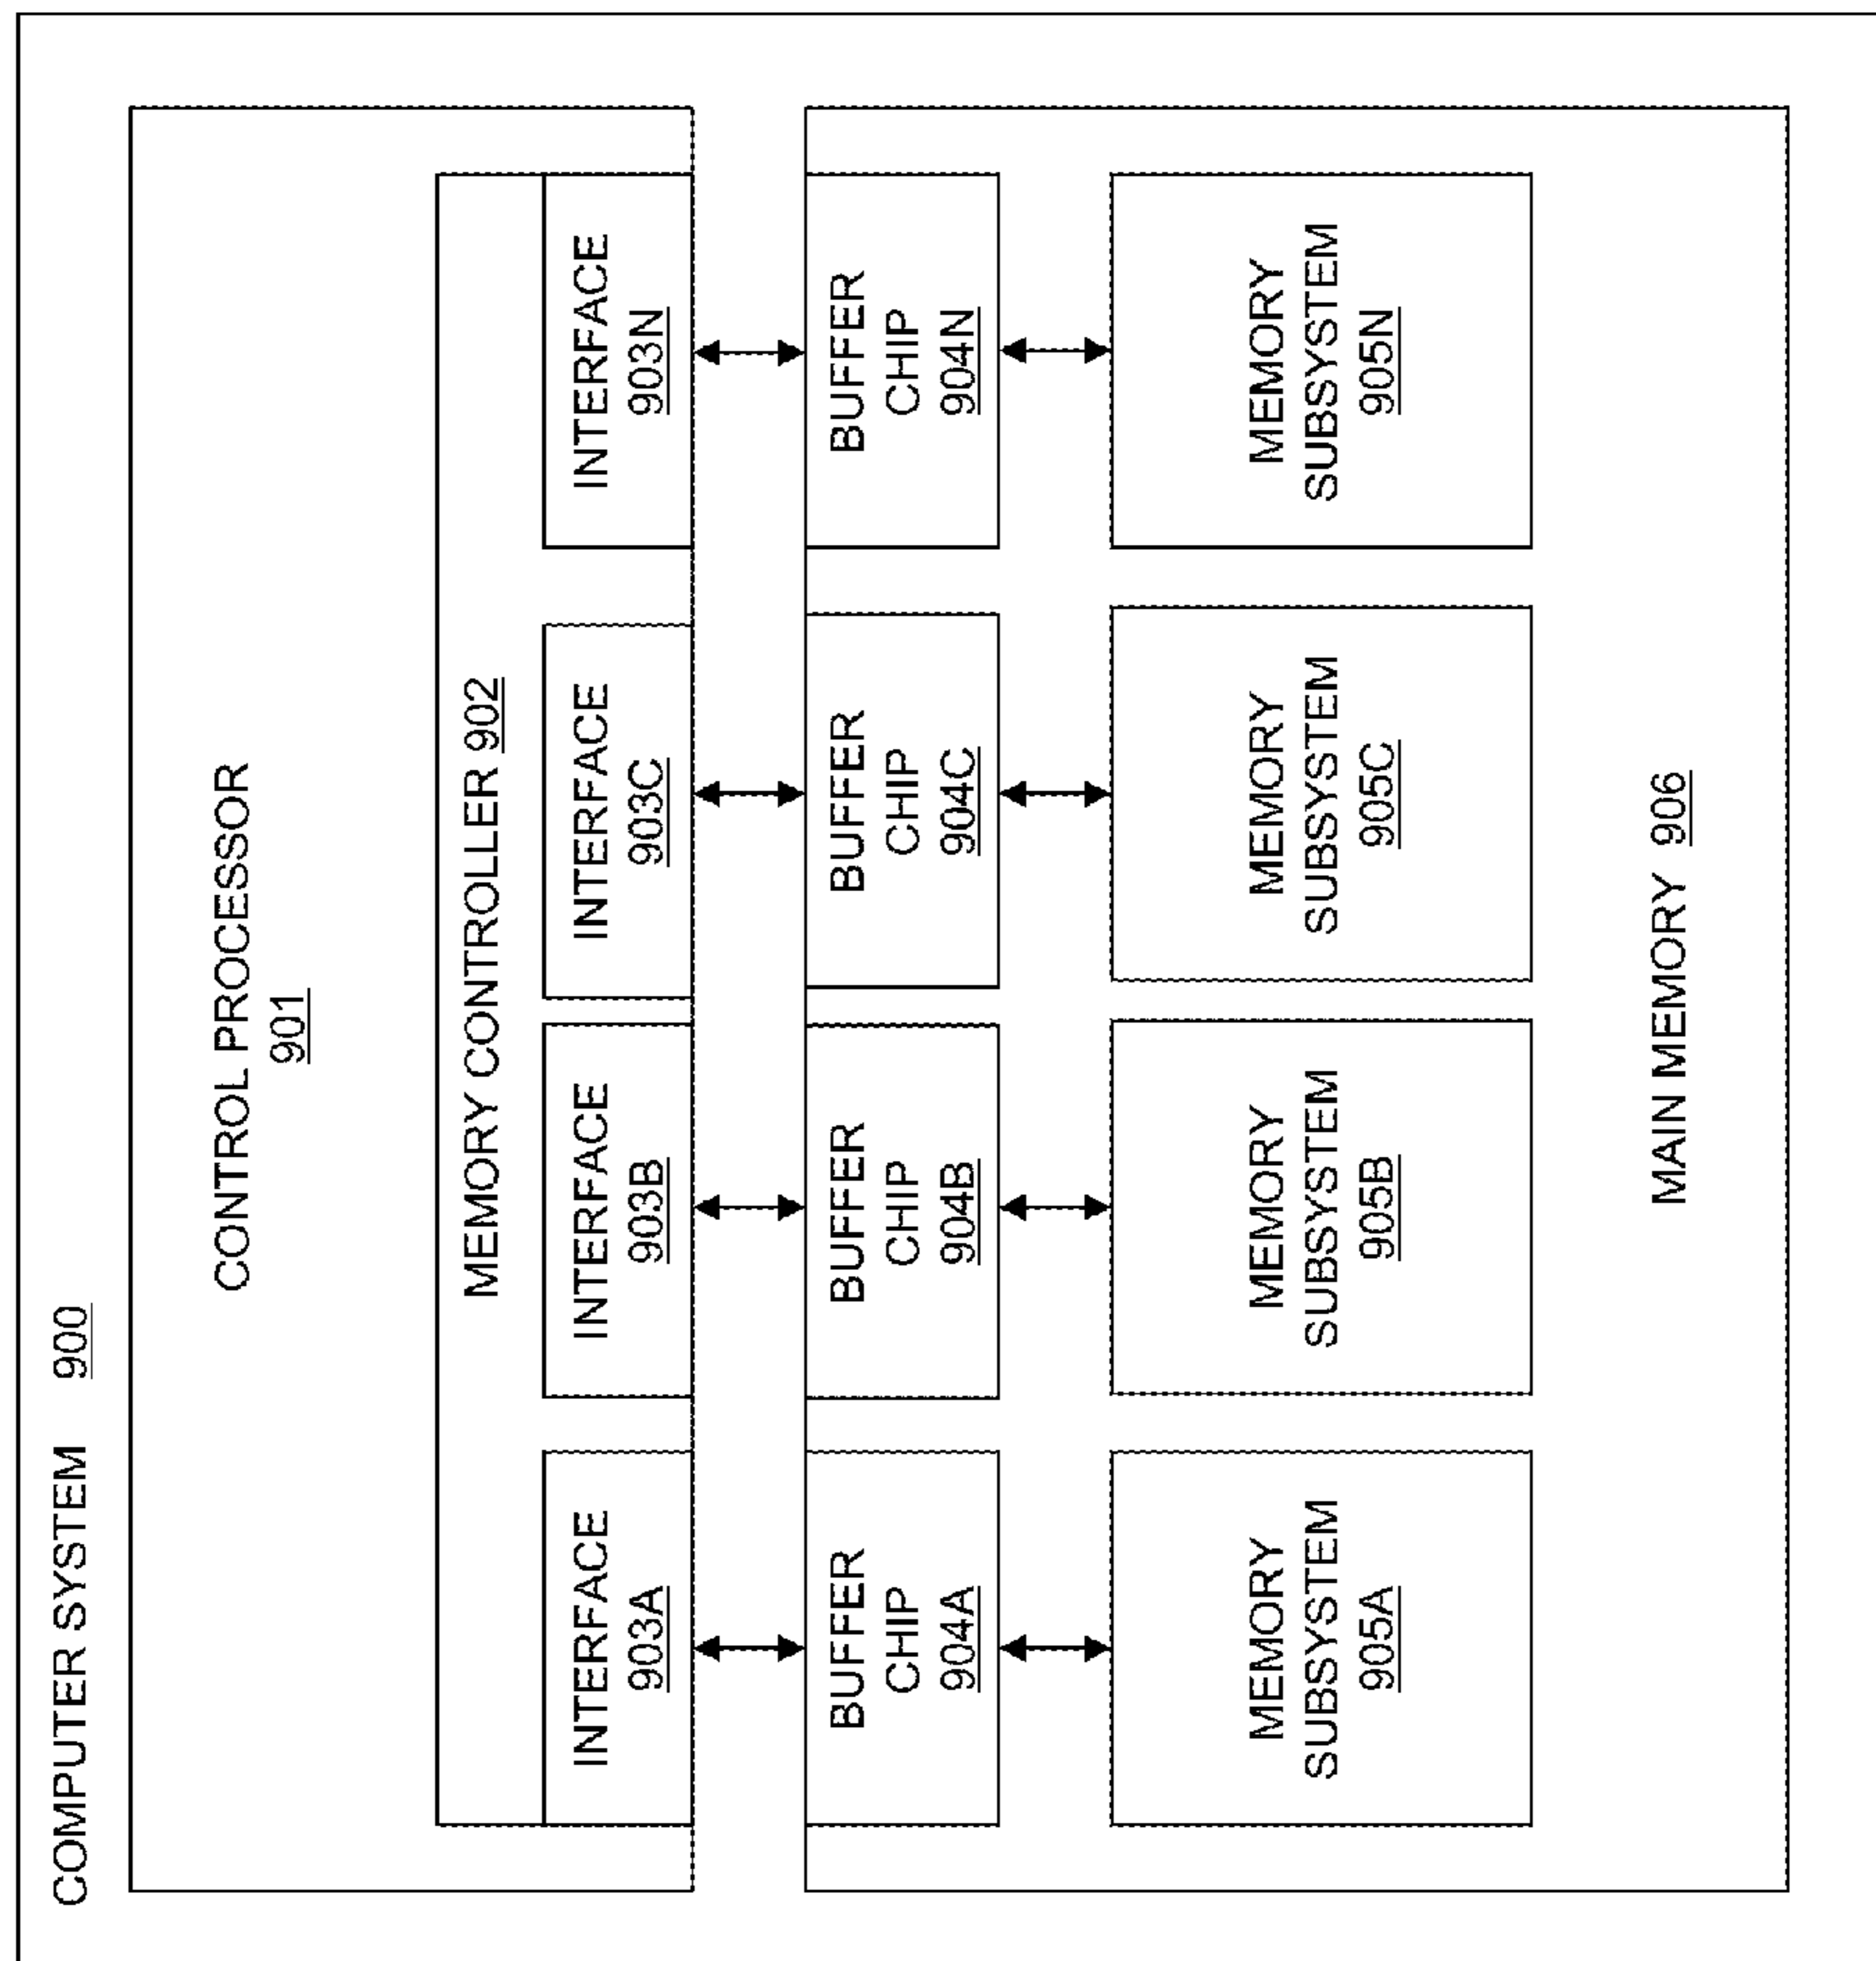 COMPUTER SYSTEM 900
CONTROL PROCESSOR
901
MEMORY CONTROLLER 902
INTERFACE
903A
INTERFACE
903B
INTERFACE
903C
INTERFACE
903N
BUFFER
CHIP
904A
BUFFER
CHIP
904B
BUFFER
CHIP
904C
BUFFER
CHIP
904N
MEMORY
SUBSYSTEM
905A
MEMORY
SUBSYSTEM
905B
MEMORY
SUBSYSTEM
905C
MEMORY
SUBSYSTEM
905N
MAIN MEMORY 906